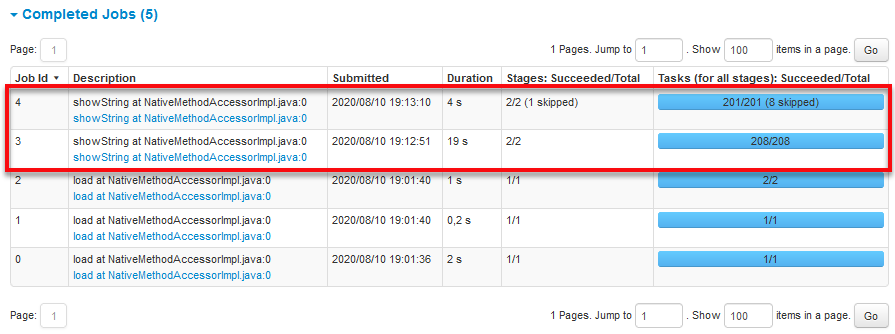 Completed Jobs (5)
Page: 1 1 Pages. Jump to 1 . Show 100 items in a page. Go
Job Id Description Submitted Duration Stages: Succeeded/Total Tasks (for all stages): Succeeded/Total
4 showString at NativeMethodAccessorImpl.java:0 2020/08/10 19:13:10 4 s 2/2 (1 skipped) 201/201 (8 skipped)
showString at NativeMethodAccessorImpl.java:0
3 showString at NativeMethodAccessorImpl.java:0 2020/08/10 19:12:51 19 s 2/2 208/208
showString at NativeMethodAccessorImpl.java:0
2 load at NativeMethodAccessorImpl.java:0 2020/08/10 19:01:40 1 s 1/1 2/2
load at NativeMethodAccessorImpl.java:0
1 load at NativeMethodAccessorImpl.java:0 2020/08/10 19:01:40 0,2 s 1/1 1/1
load at NativeMethodAccessorImpl.java:0
0 load at NativeMethodAccessorImpl.java:0 2020/08/10 19:01:36 2 s 1/1 1/1
load at NativeMethodAccessorImpl.java:0
Page: 1 1 Pages. Jump to 1 . Show 100 items in a page. Go